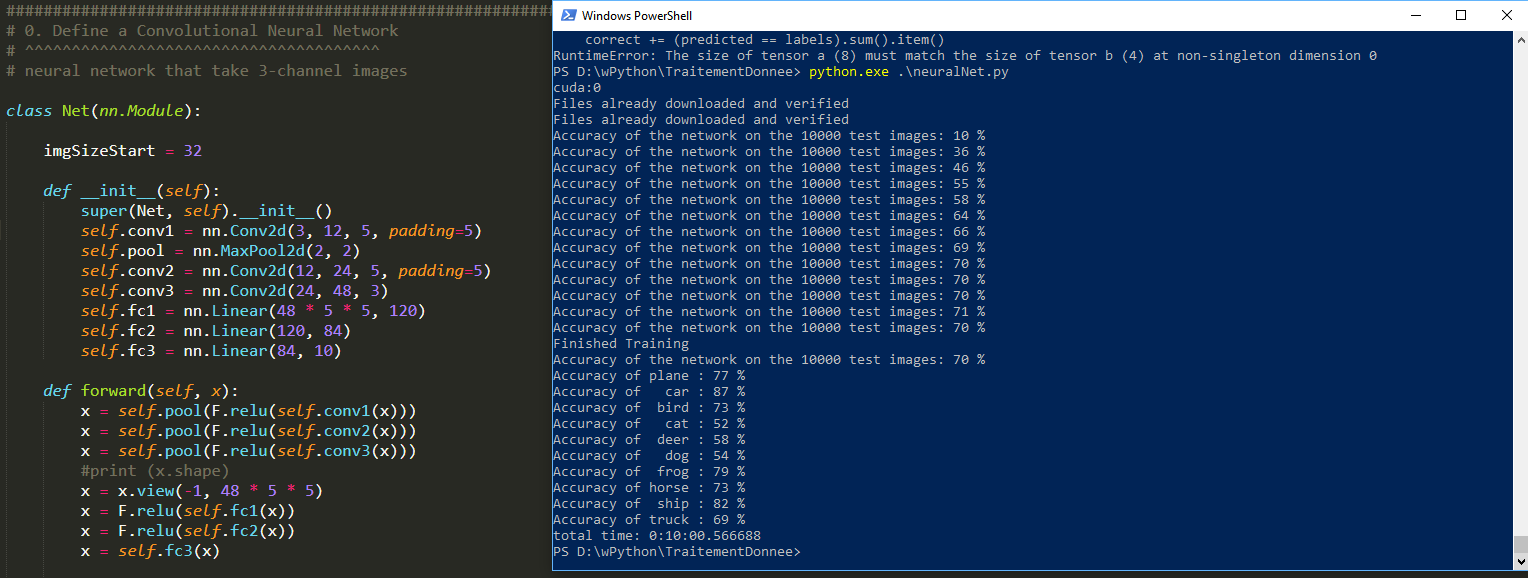 ############################################################
# 0. Define a Convolutional Neural Network
# ^^^^^^^^^^^^^^^^^^^^^^^^^^^^^^^^^^^^^^
# neural network that take 3-channel images
class Net(nn.Module):
    imgSizeStart = 32
    def __init__(self):
        super(Net, self).__init__()
        self.conv1 = nn.Conv2d(3, 12, 5, padding=5)
        self.pool = nn.MaxPool2d(2, 2)
        self.conv2 = nn.Conv2d(12, 24, 5, padding=5)
        self.conv3 = nn.Conv2d(24, 48, 3)
        self.fc1 = nn.Linear(48 * 5 * 5, 120)
        self.fc2 = nn.Linear(120, 84)
        self.fc3 = nn.Linear(84, 10)
    def forward(self, x):
        x = self.pool(F.relu(self.conv1(x)))
        x = self.pool(F.relu(self.conv2(x)))
        x = self.pool(F.relu(self.conv3(x)))
        #print (x.shape)
        x = x.view(-1, 48 * 5 * 5)
        x = F.relu(self.fc1(x))
        x = F.relu(self.fc2(x))
        x = self.fc3(x)
Windows PowerShell
    correct += (predicted == labels).sum().item()
RuntimeError: The size of tensor a (8) must match the size of tensor b (4) at non-singleton dimension 0
PS D:\wPython\TraitementDonnee> python.exe .\neuralNet.py
cuda:0
Files already downloaded and verified
Files already downloaded and verified
Accuracy of the network on the 10000 test images: 10 %
Accuracy of the network on the 10000 test images: 36 %
Accuracy of the network on the 10000 test images: 46 %
Accuracy of the network on the 10000 test images: 55 %
Accuracy of the network on the 10000 test images: 58 %
Accuracy of the network on the 10000 test images: 64 %
Accuracy of the network on the 10000 test images: 66 %
Accuracy of the network on the 10000 test images: 69 %
Accuracy of the network on the 10000 test images: 70 %
Accuracy of the network on the 10000 test images: 70 %
Accuracy of the network on the 10000 test images: 70 %
Accuracy of the network on the 10000 test images: 71 %
Accuracy of the network on the 10000 test images: 70 %
Finished Training
Accuracy of the network on the 10000 test images: 70 %
Accuracy of plane : 77 %
Accuracy of   car : 87 %
Accuracy of  bird : 73 %
Accuracy of   cat : 52 %
Accuracy of  deer : 58 %
Accuracy of   dog : 54 %
Accuracy of  frog : 79 %
Accuracy of horse : 73 %
Accuracy of  ship : 82 %
Accuracy of truck : 69 %
total time: 0:10:00.566688
PS D:\wPython\TraitementDonnee>